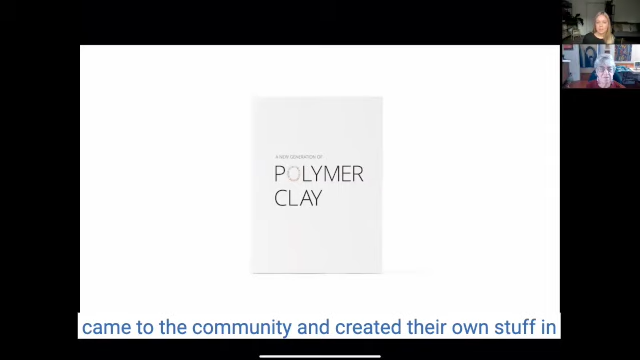 A NEW GENERATION OF
POLYMER
CLAY
came to the community and created their own stuff in